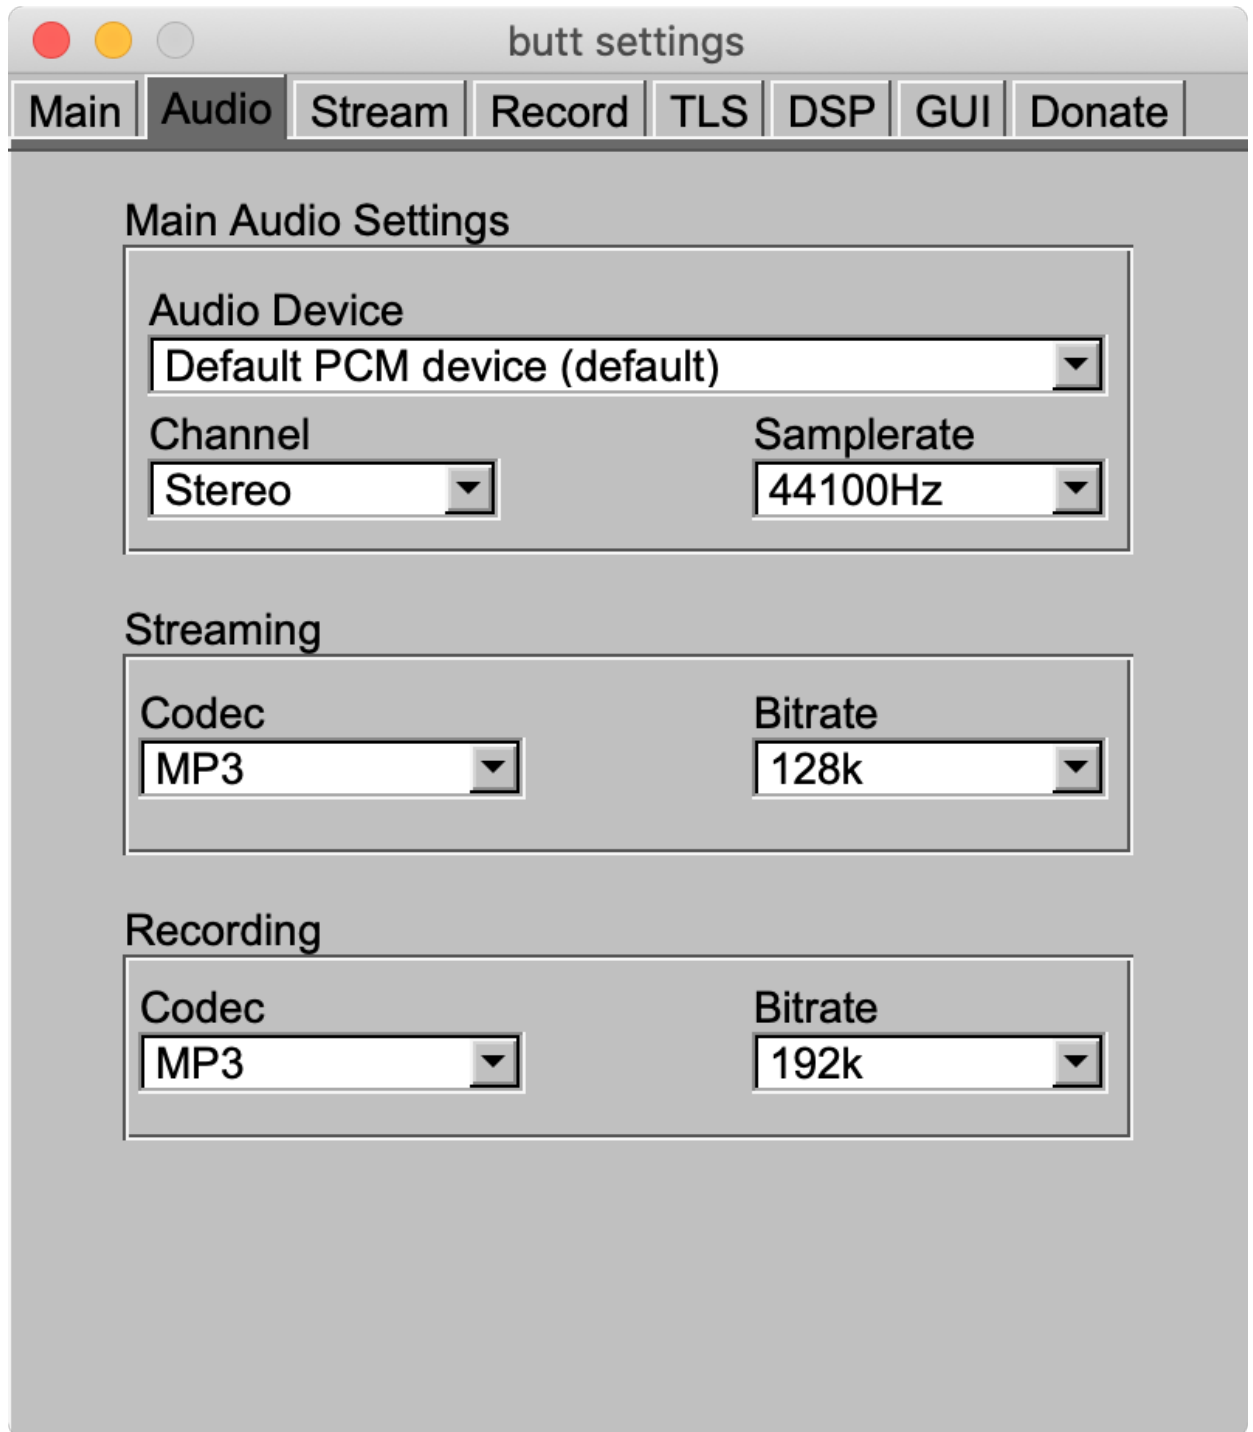 butt settings
Main Audio Stream Record TLS DSP GUI Donate
Main Audio Settings
Audio Device
Default PCM device (default)
Channel Samplerate
Stereo 44100Hz
Streaming
Codec Bitrate
MP3 128k
Recording
Codec Bitrate
MP3 192k